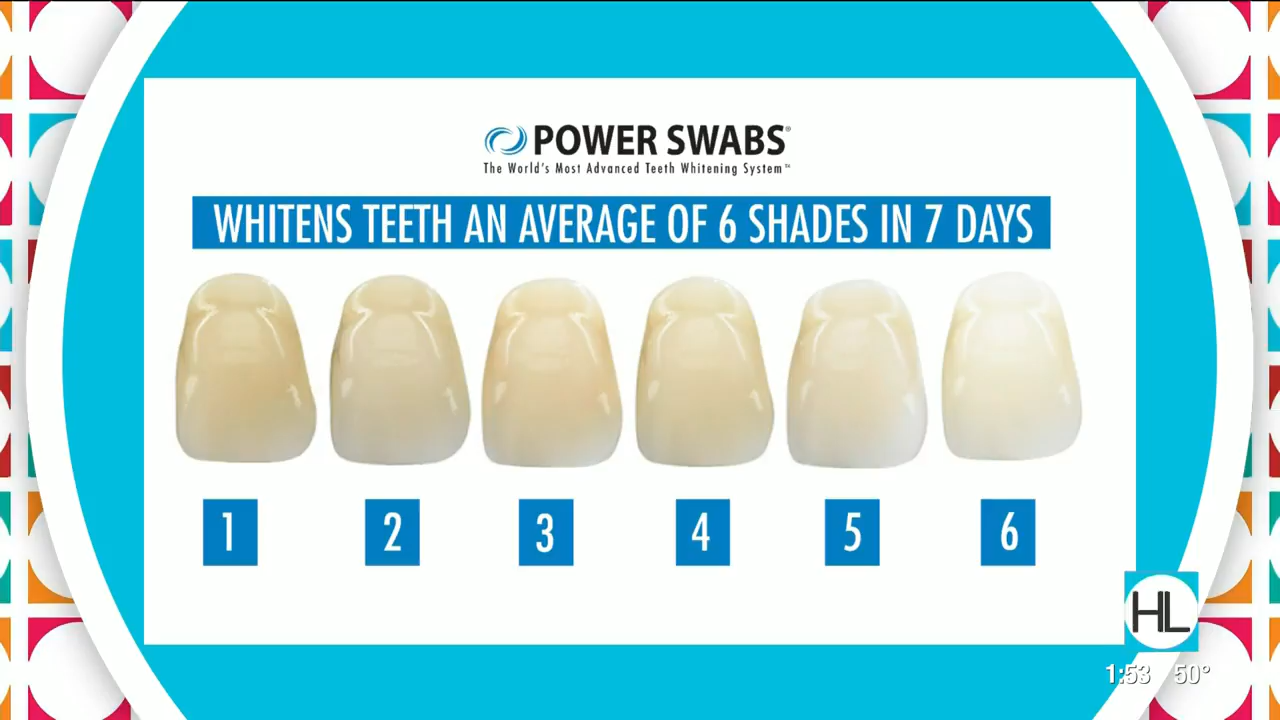 POWER SWABS®
The World's Most Advanced Teeth Whitening System™
WHITENS TEETH AN AVERAGE OF 6 SHADES IN 7 DAYS
1 2 3 4 5 6
HL
1:53 50°